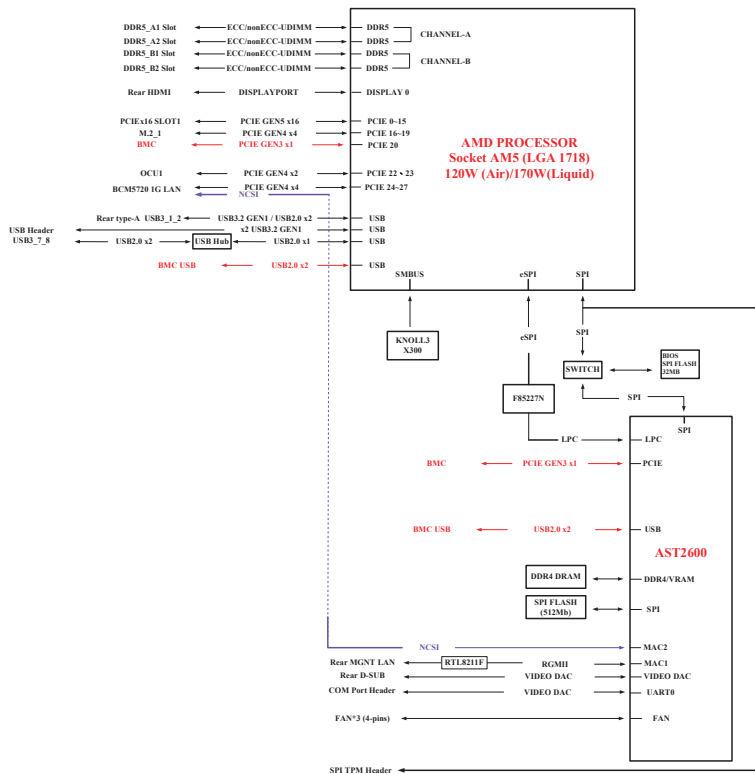 DDR5_A1 Slot ECC/nonECC-UDIMM DDR5
DDR5_A2 Slot ECC/nonECC-UDIMM DDR5
CHANNEL-A
DDR5_B1 Slot ECC/nonECC-UDIMM DDR5
DDR5_B2 Slot ECC/nonECC-UDIMM DDR5
CHANNEL-B
Rear HDMI DISPLAYPORT DISPLAY 0
PCIEx16 SLOT1 PCIE GEN5 x16 PCIE 0~15
M.2_1 PCIE GEN4 x4 PCIE 16~19
BMC PCIE GEN3 x1 PCIE 20
AMD PROCESSOR
Socket AM5 (LGA 1718)
120W (Air)/170W(Liquid)
OCU1 PCIE GEN4 x2 PCIE 22、23
BCM5720 1G LAN PCIE GEN4 x4 PCIE 24~27
NCSI
Rear type-A USB3_1_2 USB3.2 GEN1 / USB2.0 x2 USB
USB Header x2 USB3.2 GEN1 USB
USB3_7_8 USB2.0 x2 USB Hub USB2.0 x1 USB
BMC USB USB2.0 x2 USB
SMBUS eSPI SPI
KNOLL3
X300
eSPI
SPI
SWITCH
BIOS
SPI FLASH
32MB
F85227N
SPI
SPI
LPC LPC
BMC PCIE GEN3 x1 PCIE
BMC USB USB2.0 x2 USB
AST2600
DDR4 DRAM DDR4/VRAM
SPI FLASH
(512Mb)
SPI
NCSI MAC2
Rear MGNT LAN RTL8211F RGMII MAC1
Rear D-SUB VIDEO DAC VIDEO DAC
COM Port Header VIDEO DAC UART0
FAN*3 (4-pins) FAN
SPI TPM Header